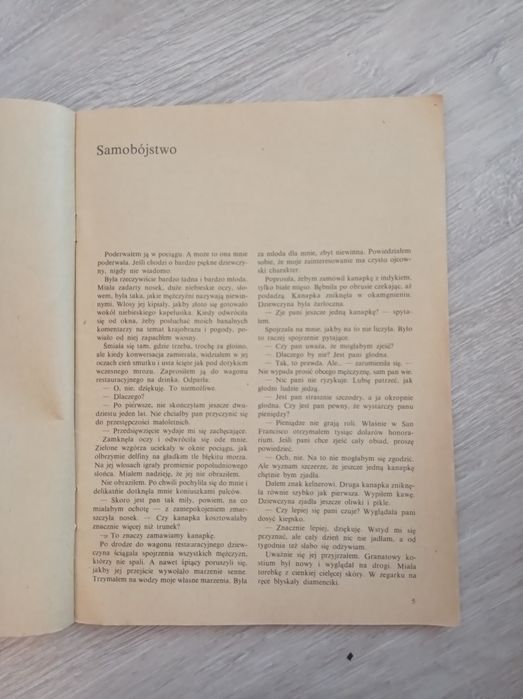 Samobójstwo
Poderwałem ją w pociągu. A może to ona mnie
poderwała. Jeśli chodzi o bardzo piękne dziewczy-
ny, nigdy nie wiadomo.
Była rzeczywiście bardzo ładna i bardzo młoda.
Miała zadarty nosek, duże niebieskie oczy, sło-
wem, była taka, jakie mężczyźni nazywają niewin-
nymi. Włosy jej kipiały, jakby złoto się gotowało
wokół niebieskiego kapelusika. Kiedy odwróciła
się od okna, żeby posłuchać moich banalnych
komentarzy na temat krajobrazu i pogody, po-
wiało od niej zapachem wiosny.
Śmiała się tam, gdzie trzeba, trochę za głośno,
ale kiedy konwersacja zamierała, widziałem w jej
oczach cień smutku i usta ścięte jak pod dotykiem
wczesnego mrozu. Zaprosiłem ją do wagonu
restauracyjnego na drinka. Odparła:
— O, nie, dziękuję. To niemożliwe.
— Dlaczego?
— Po pierwsze, nie skończyłam jeszcze dwu-
dziestu jeden lat. Nie chciałby pan przyczynić się
do przestępczości małoletnich.
— Przedsięwzięcie wydaje mi się zachęcające.
Zamknęła oczy i odwróciła się ode mnie.
Zielone wzgórza uciekały w oknie pociągu, jak
olbrzymie delfiny na gładkim tle błękitu morza.
Na jej włosach igrały promienie popołudniowego
słońca. Miałem nadzieję, że jej nie obraziłem.
Nie obraziłem. Po chwili pochyliła się do mnie i
delikatnie dotknęła mnie koniuszkami palców.
— Skoro jest pan tak miły, powiem, na co
miałabym ochotę — z zaniepokojeniem zmar-
szczyła nosek. — Czy kanapka kosztowałaby
znacznie więcej niż trunek?
— To znaczy zamawiamy kanapkę.
Po drodze do wagonu restauracyjnego dziew-
czyna ściągała spojrzenia wszystkich mężczyzn,
którzy nie spali. A nawet śpiący poruszyli się,
jakby jej przejście wywołało marzenie senne.
Trzymałem na wodzy moje własne marzenia. Była
za młoda dla mnie, zbyt niewinna. Powiedziałem
sobie, że moje zainteresowanie ma czysto ojcow-
ski charakter.
Poprosiła, żebym zamówił kanapkę z indykiem,
tylko białe mięso. Bębniła po obrusie czekając, aż
podadzą. Kanapka zniknęła w okamgnieniu.
Dziewczyna była żarłoczna.
— Zje pani jeszcze jedną kanapkę? — spyta-
łem.
Spojrzała na mnie, jakby na to nie liczyła. Było
to raczej spojrzenie pytające.
— Czy pan uważa, że mogłabym zjeść?
— Dlaczego by nie? Jest pani głodna.
— Tak, to prawda. Ale... — zarumieniła się. —
Nie wypada prosić obcego mężczyznę, sam pan wie.
— Nic pani nie ryzykuje. Lubię patrzeć, jak
głodni ludzie jedzą.
— Jest pan strasznie szczodry, a ja okropnie
głodna. Czy jest pan pewny, że wystarczy panu
pieniędzy?
— Pieniądze nie grają roli. Właśnie w San
Francisco otrzymałem tysiąc dolarów honora-
rium. Jeśli pani chce zjeść cały obiad, proszę
powiedzieć.
— Och, nie. Na to nie mogłabym się zgodzić.
Ale wyznam szczerze, że jeszcze jedną kanapkę
chętnie bym zjadła.
Dałem znak kelnerowi. Druga kanapka zniknę-
ła równie szybko jak pierwsza. Wypiłem kawę.
Dziewczyna zjadła jeszcze oliwki i pikle.
— Czy lepiej się pani czuje? Wyglądała pani
dosyć kiepsko.
— Znacznie lepiej, dziękuję. Wstyd mi się
przyznać, ale cały dzień nic nie jadłam, a od
tygodnia też słabo się odżywiam.
Uważnie się jej przyjrzałem. Granatowy ko-
stium był nowy i wyglądał na drogi. Miała
torebkę z cienkiej cielęcej skóry. W zegarku na
ręce błyskały diamenciki.
5